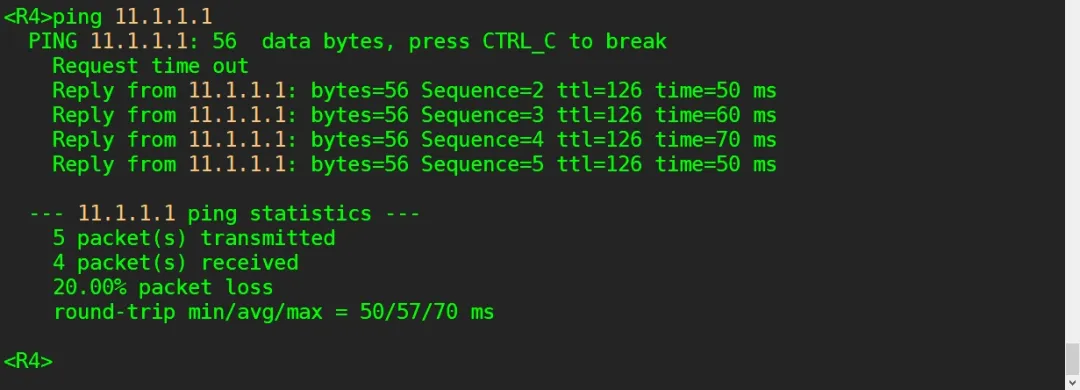 <R4>ping 11.1.1.1
PING 11.1.1.1: 56 data bytes, press CTRL_C to break
Request time out
Reply from 11.1.1.1: bytes=56 Sequence=2 ttl=126 time=50 ms
Reply from 11.1.1.1: bytes=56 Sequence=3 ttl=126 time=60 ms
Reply from 11.1.1.1: bytes=56 Sequence=4 ttl=126 time=70 ms
Reply from 11.1.1.1: bytes=56 Sequence=5 ttl=126 time=50 ms
--- 11.1.1.1 ping statistics ---
5 packet(s) transmitted
4 packet(s) received
20.00% packet loss
round-trip min/avg/max = 50/57/70 ms
<R4>